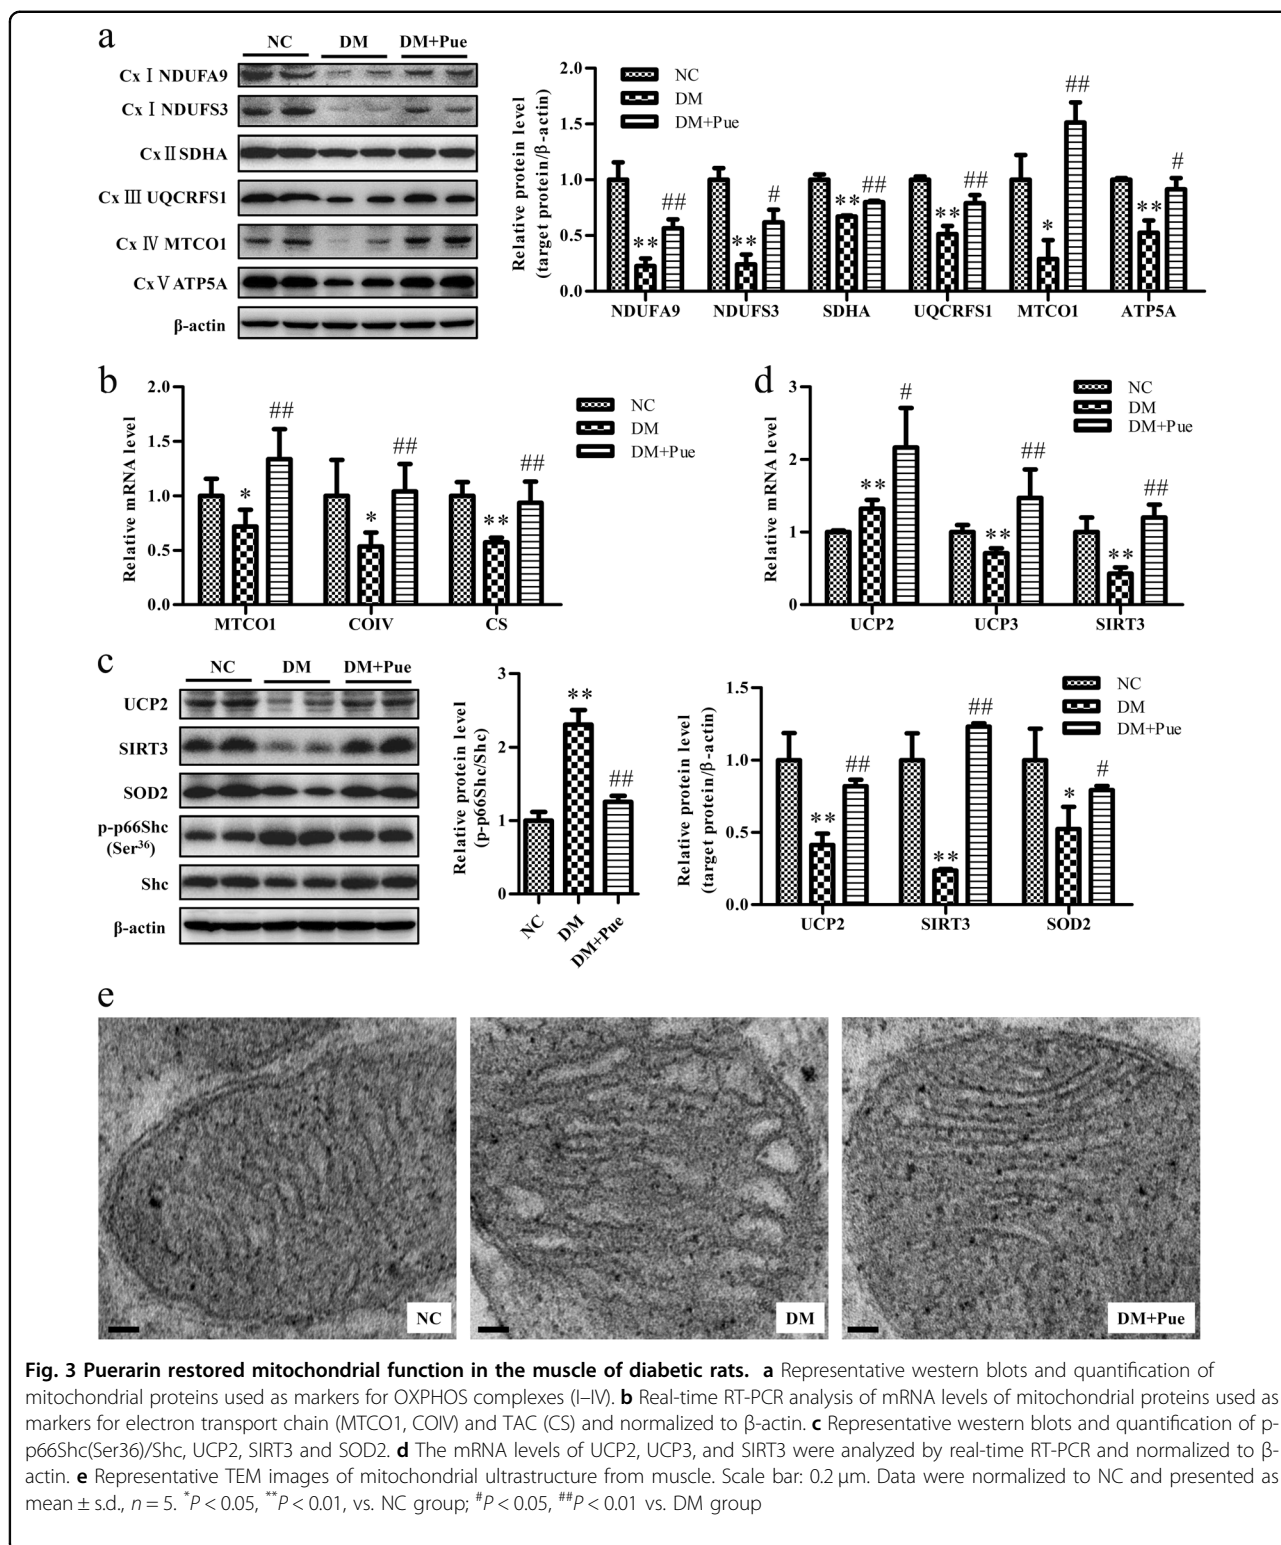 a
NC DM DM+Pue
Cx Ⅰ NDUFA9
Cx Ⅰ NDUFS3
Cx Ⅱ SDHA
Cx Ⅲ UQCRFS1
Cx Ⅳ MTCO1
Cx Ⅴ ATP5A
β-actin
Relative protein level
(target protein/β-actin)
2.0
1.5
1.0
0.5
0.0
NC
DM
DM+Pue
** ## ** # ** ## ** ## * ## ** #
NDUFA9 NDUFS3 SDHA UQCRFS1 MTCO1 ATP5A
b
Relative mRNA level
2.0
1.5
1.0
0.5
0.0
* ## * ## ** ##
MTCO1 COIV CS
NC
DM
DM+Pue
d
Relative mRNA level
3
2
1
0
** # ** ## ** ##
UCP2 UCP3 SIRT3
NC
DM
DM+Pue
c
NC DM DM+Pue
UCP2
SIRT3
SOD2
p-p66Shc
(Ser36)
Shc
β-actin
Relative protein level
(p-p66Shc/Shc)
3
2
1
0
** ##
NC DM DM+Pue
Relative protein level
(target protein/β-actin)
1.5
1.0
0.5
0.0
** ## ** ## * #
UCP2 SIRT3 SOD2
NC
DM
DM+Pue
e
NC DM DM+Pue
Fig. 3 Puerarin restored mitochondrial function in the muscle of diabetic rats. a Representative western blots and quantification of
mitochondrial proteins used as markers for OXPHOS complexes (I–IV). b Real-time RT-PCR analysis of mRNA levels of mitochondrial proteins used as
markers for electron transport chain (MTCO1, COIV) and TAC (CS) and normalized to β-actin. c Representative western blots and quantification of p-
p66Shc(Ser36)/Shc, UCP2, SIRT3 and SOD2. d The mRNA levels of UCP2, UCP3, and SIRT3 were analyzed by real-time RT-PCR and normalized to β-
actin. e Representative TEM images of mitochondrial ultrastructure from muscle. Scale bar: 0.2 μm. Data were normalized to NC and presented as
mean ± s.d., n = 5. *P < 0.05, **P < 0.01, vs. NC group; #P < 0.05, ##P < 0.01 vs. DM group